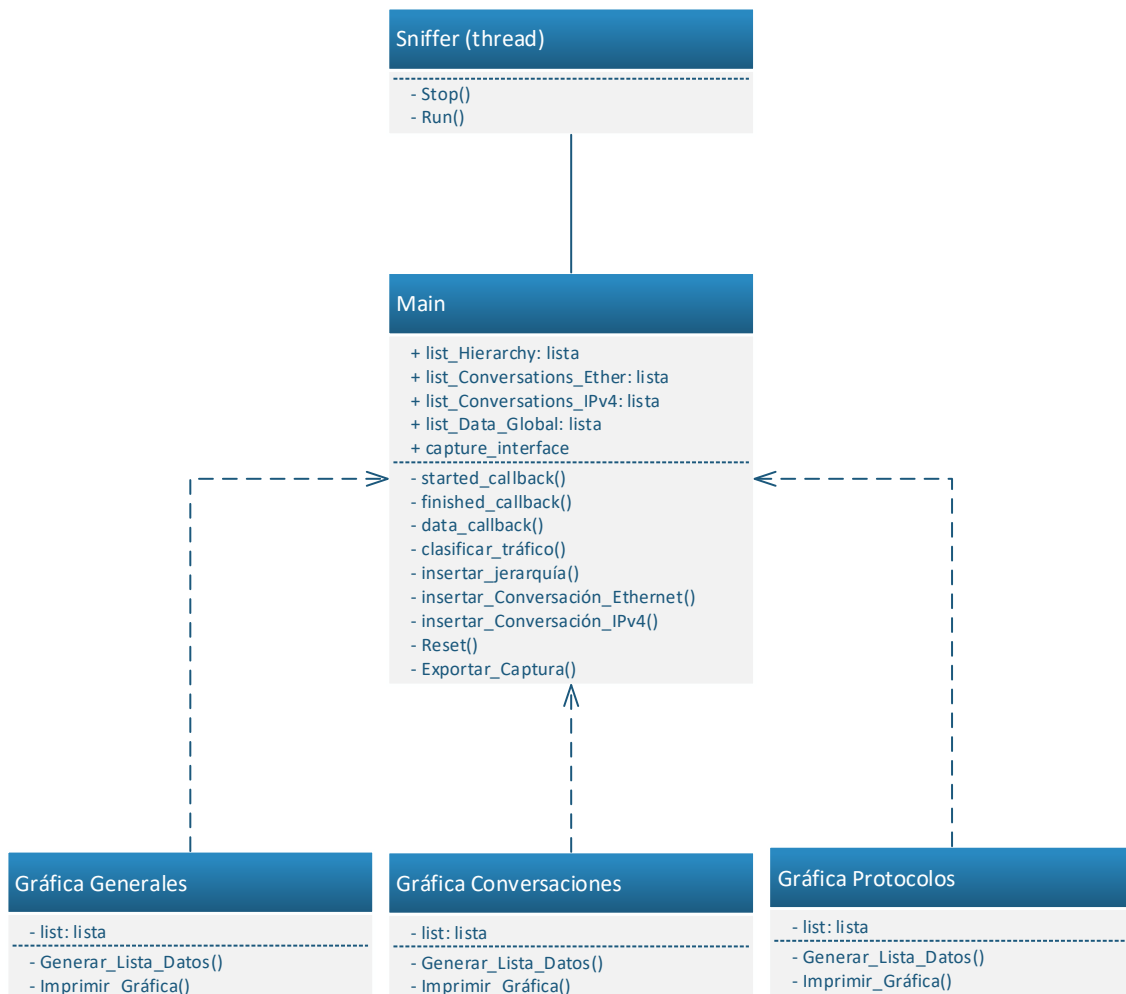 Sniffer (thread)
- Stop()
- Run()
Main
+ list_Hierarchy: lista
+ list_Conversations_Ether: lista
+ list_Conversations_IPv4: lista
+ list_Data_Global: lista
+ capture_interface
- started_callback()
- finished_callback()
- data_callback()
- clasificar_tráfico()
- insertar_jerarquía()
- insertar_Conversación_Ethernet()
- insertar_Conversación_IPv4()
- Reset()
- Exportar_Captura()
Gráfica Generales
- list: lista
- Generar_Lista_Datos()
- Imprimir_Gráfica()
Gráfica Conversaciones
- list: lista
- Generar_Lista_Datos()
- Imprimir_Gráfica()
Gráfica Protocolos
- list: lista
- Generar_Lista_Datos()
- Imprimir_Gráfica()